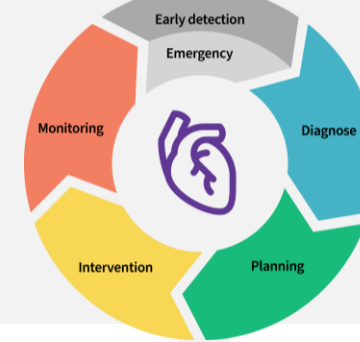 Early detection
Emergency
Monitoring
Diagnose
Intervention
Planning